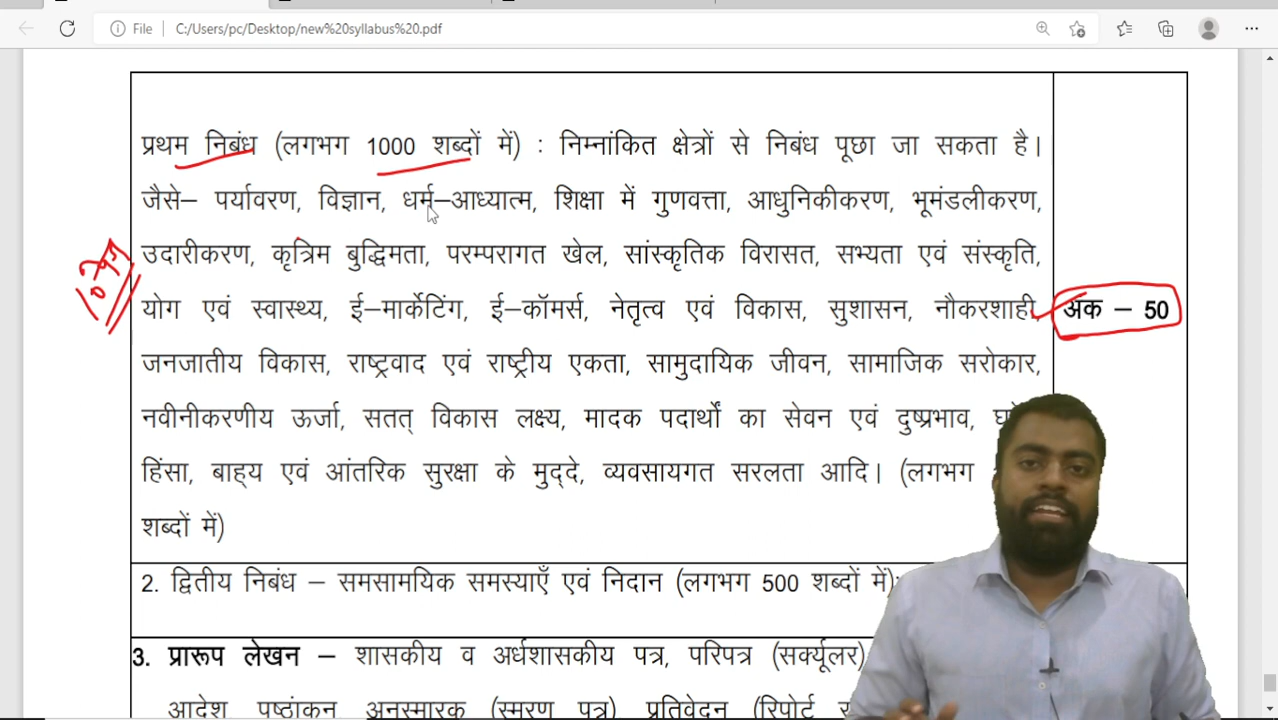 File C:/Users/pc/Desktop/new%20syllabus%20.pdf
प्रथम निबंध (लगभग 1000 शब्दों में) : निम्नांकित क्षेत्रों से निबंध पूछा जा सकता है।
जैसे– पर्यावरण, विज्ञान, धर्म–आध्यात्म, शिक्षा में गुणवत्ता, आधुनिकीकरण, भूमंडलीकरण,
उदारीकरण, कृत्रिम बुद्धिमता, परम्परागत खेल, सांस्कृतिक विरासत, सभ्यता एवं संस्कृति,
योग एवं स्वास्थ्य, ई–मार्केटिंग, ई–कॉमर्स, नेतृत्व एवं विकास, सुशासन, नौकरशाही,
अंक – 50
जनजातीय विकास, राष्ट्रवाद एवं राष्ट्रीय एकता, सामुदायिक जीवन, सामाजिक सरोकार,
नवीनीकरणीय ऊर्जा, सतत् विकास लक्ष्य, मादक पदार्थों का सेवन एवं दुष्प्रभाव,
हिंसा, बाह्य एवं आंतरिक सुरक्षा के मुद्दे, व्यवसायगत सरलता आदि। (लगभग
शब्दों में)
2. द्वितीय निबंध – समसामयिक समस्याएँ एवं निदान (लगभग 500 शब्दों में)
3. प्रारूप लेखन – शासकीय व अर्धशासकीय पत्र, परिपत्र (सर्क्यूलर)
आदेश पृष्ठांकन, अनुस्मारक (स्मरण पत्र) प्रतिवेदन (रिपोर्ट